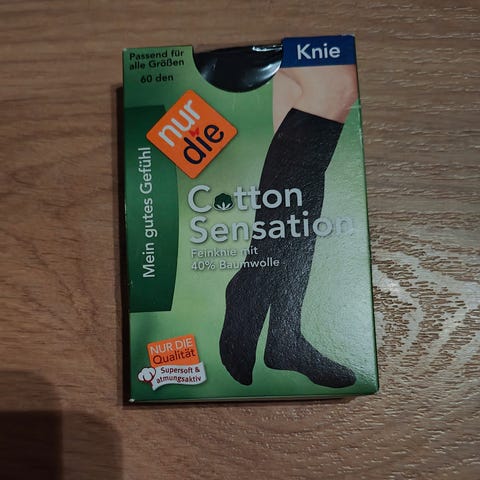 Passend für
alle Größen
60 den
Knie
nur
die
Mein gutes Gefühl
Cotton
Sensation
Feinknie mit
40% Baumwolle
NUR DIE
Qualität
Supersoft &
atmungsaktiv